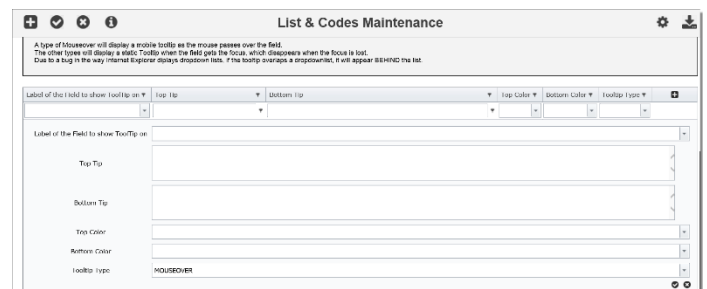 List & Codes Maintenance
A type of Mouseover will display a mobile tooltip as the mouse passes over the field.
The other types will display a static Tooltip when the field gets the focus, which disappears when the focus is lost.
Due to a bug in the way Internet Explorer diplays dropdown lists. If the tooltip overlaps a dropdownlist, it will appear BEHIND the list.
Label of the Field to show ToolTip on Top Tip Bottom Tip Top Color Bottom Color Tooltip Type
Label of the Field to show ToolTip on
Top Tip
Bottom Tip
Top Color
Bottom Color
Tooltip Type MOUSEOVER